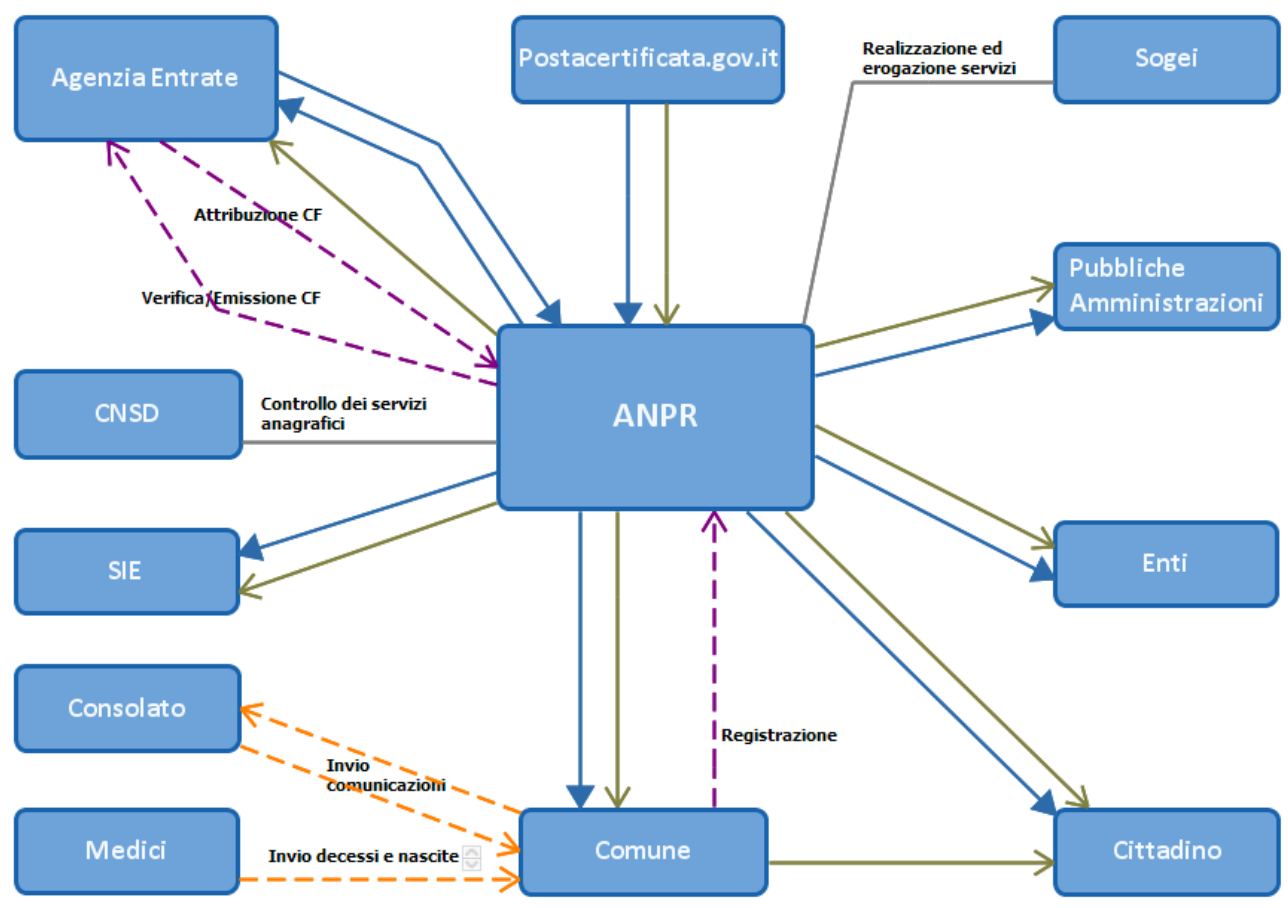 Agenzia Entrate
Postacertificata.gov.it
Realizzazione ed
erogazione servizi
Sogei
Attribuzione CF
Verifica/Emissione CF
Pubbliche
Amministrazioni
CNSD
Controllo dei servizi
anagrafici
ANPR
SIE
Enti
Consolato
Invio
comunicazioni
Registrazione
Medici
Invio decessi e nascite
Comune
Cittadino